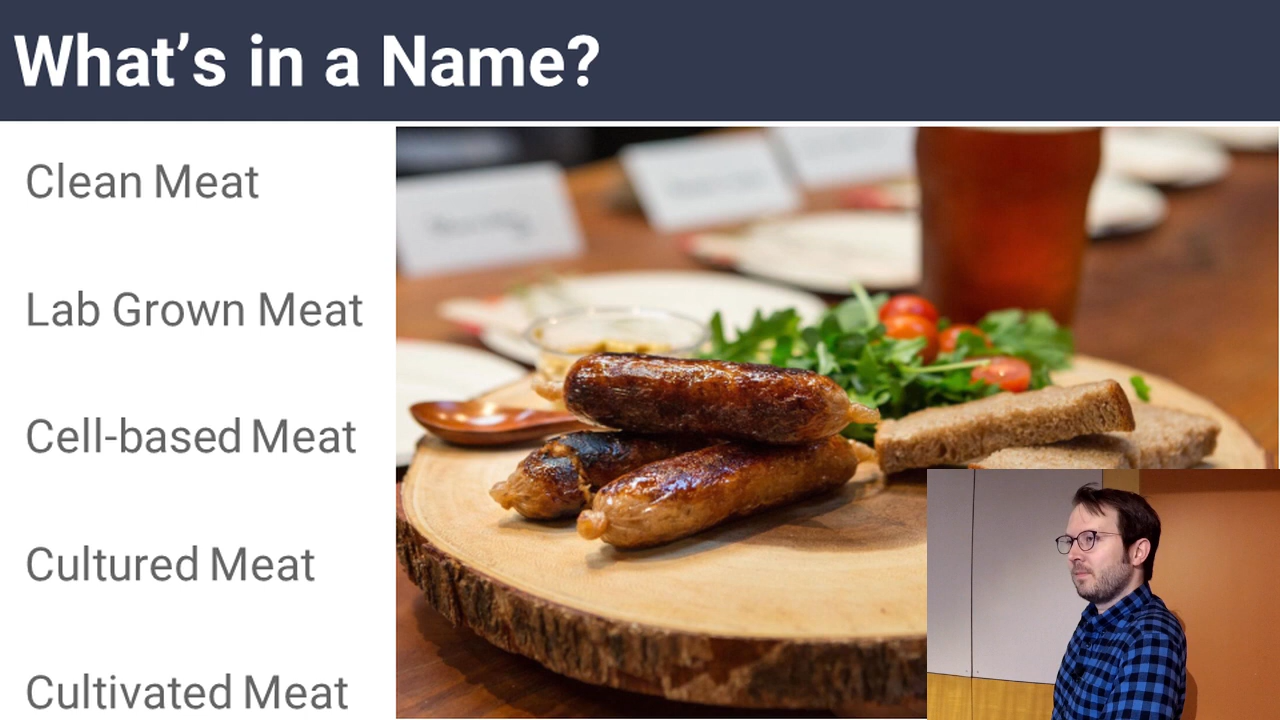 What’s in a Name?
Clean Meat
Lab Grown Meat
Cell-based Meat
Cultured Meat
Cultivated Meat